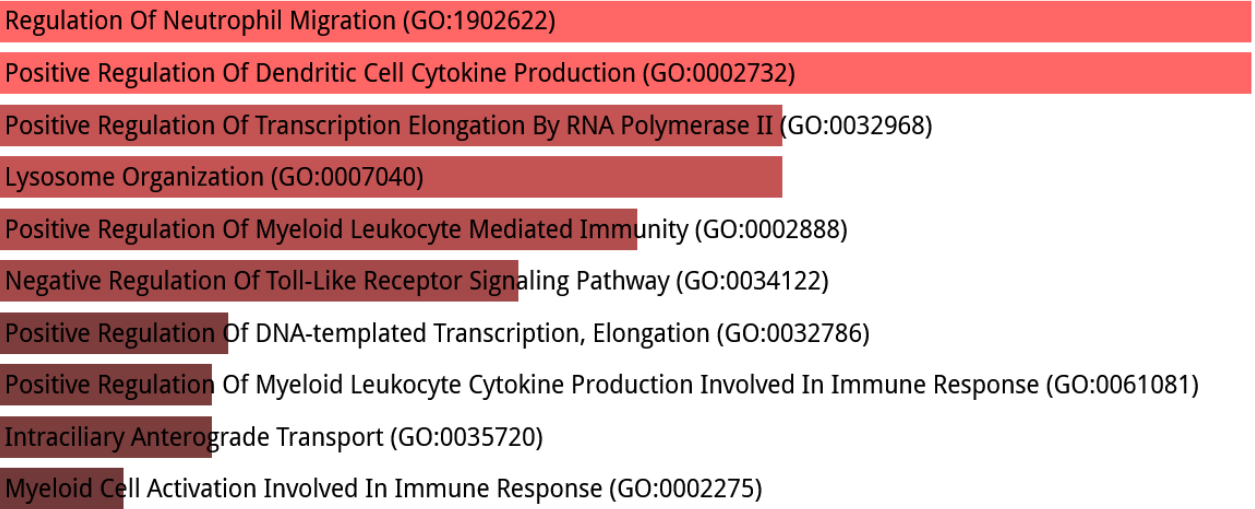 Regulation Of Neutrophil Migration (GO:1902622)
Positive Regulation Of Dendritic Cell Cytokine Production (GO:0002732)
Positive Regulation Of Transcription Elongation By RNA Polymerase II (GO:0032968)
Lysosome Organization (GO:0007040)
Positive Regulation Of Myeloid Leukocyte Mediated Immunity (GO:0002888)
Negative Regulation Of Toll-Like Receptor Signaling Pathway (GO:0034122)
Positive Regulation Of DNA-templated Transcription, Elongation (GO:0032786)
Positive Regulation Of Myeloid Leukocyte Cytokine Production Involved In Immune Response (GO:0061081)
Intraciliary Anterograde Transport (GO:0035720)
Myeloid Cell Activation Involved In Immune Response (GO:0002275)